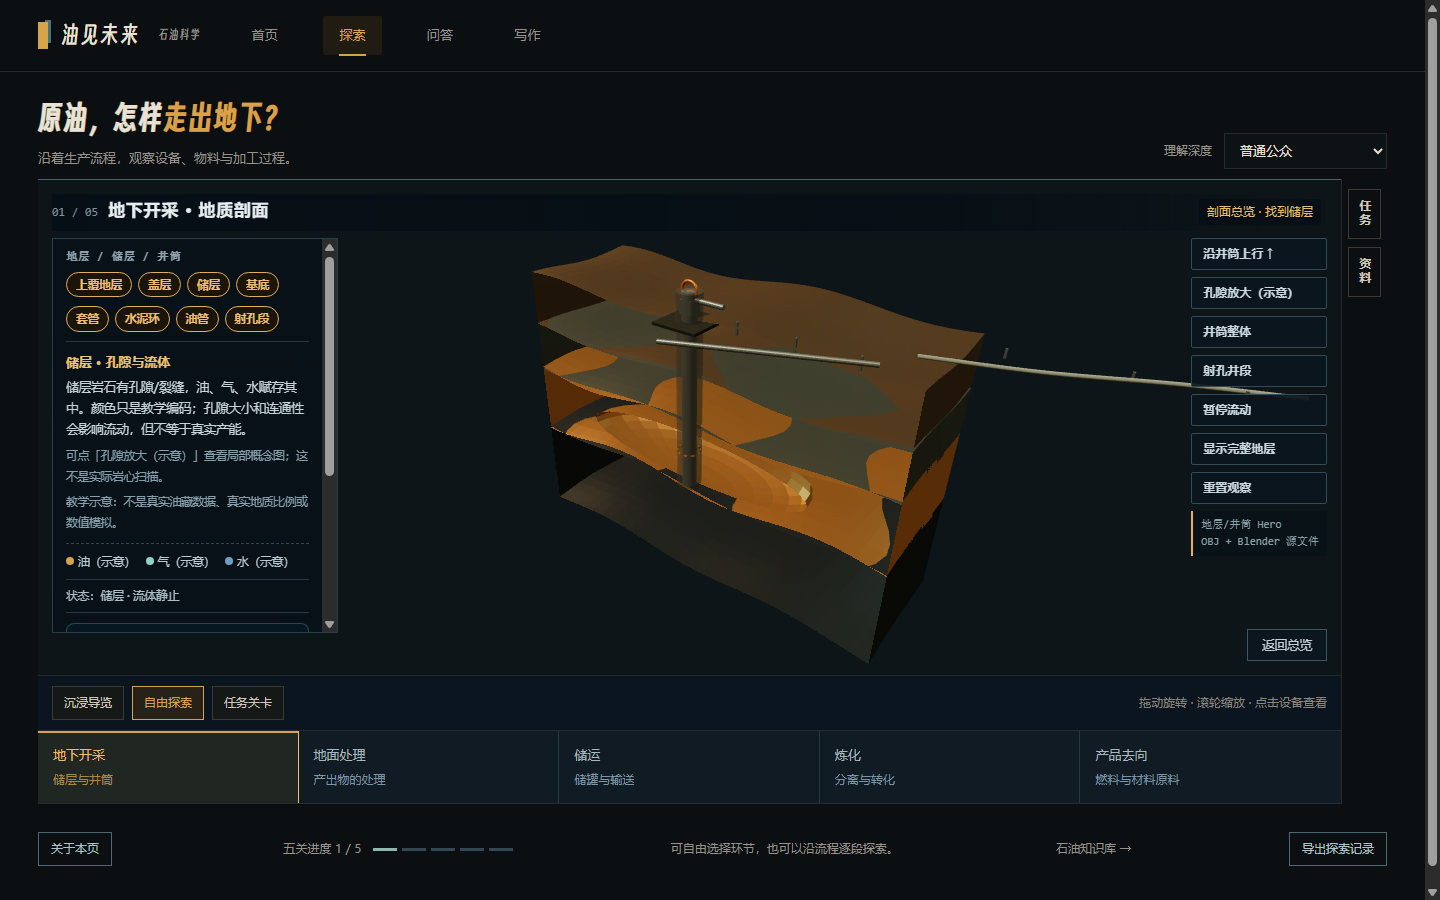 油见未来 石油科学 首页 探索 问答 写作
原油，怎样走出地下？
沿着生产流程，观察设备、物料与加工过程。
理解深度 普通公众
01 / 05 地下开采 • 地质剖面
剖面总览 · 找到储层
任务
资料
地层 / 储层 / 井筒
上覆地层 盖层 储层 基底
套管 水泥环 油管 射孔段
储层 • 孔隙与流体
储层岩石有孔隙/裂缝，油、气、水赋存其
中。颜色只是教学编码；孔隙大小和连通性
会影响流动，但不等于真实产能。
可点「孔隙放大（示意）」查看局部概念图；这
不是实际岩心扫描。
教学示意：不是真实油藏数据、真实地质比例或
数值模拟。
油（示意） 气（示意） 水（示意）
状态：储层 · 流体静止
沿井筒上行 ↑
孔隙放大（示意）
井筒整体
射孔井段
暂停流动
显示完整地层
重置观察
地层/井筒 Hero
OBJ + Blender 源文件
返回总览
沉浸导览 自由探索 任务关卡
拖动旋转 · 滚轮缩放 · 点击设备查看
地下开采
储层与井筒
地面处理
产出物的处理
储运
储罐与输送
炼化
分离与转化
产品去向
燃料与材料原料
关于本页
五关进度 1 / 5
可自由选择环节，也可以沿流程逐段探索。
石油知识库 →
导出探索记录